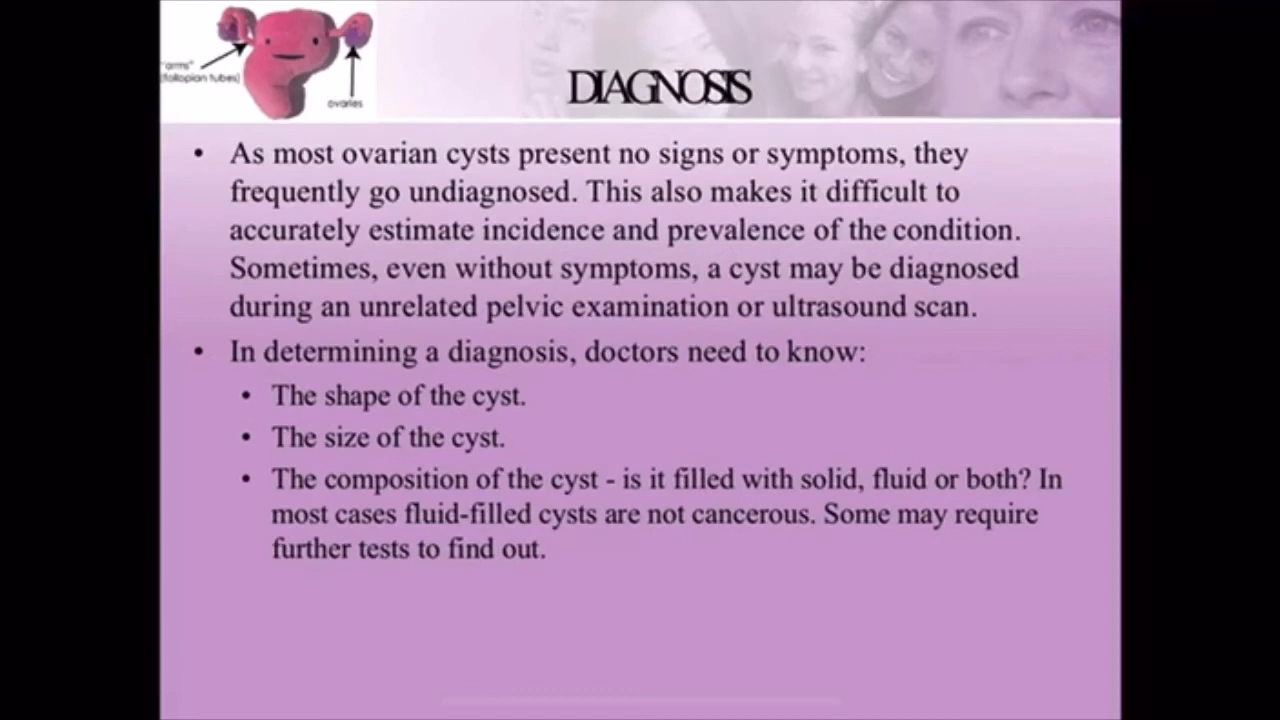 "arms"
(fallopian tubes)
ovaries
DIAGNOSIS
• As most ovarian cysts present no signs or symptoms, they
frequently go undiagnosed. This also makes it difficult to
accurately estimate incidence and prevalence of the condition.
Sometimes, even without symptoms, a cyst may be diagnosed
during an unrelated pelvic examination or ultrasound scan.
• In determining a diagnosis, doctors need to know:
• The shape of the cyst.
• The size of the cyst.
• The composition of the cyst - is it filled with solid, fluid or both? In
most cases fluid-filled cysts are not cancerous. Some may require
further tests to find out.